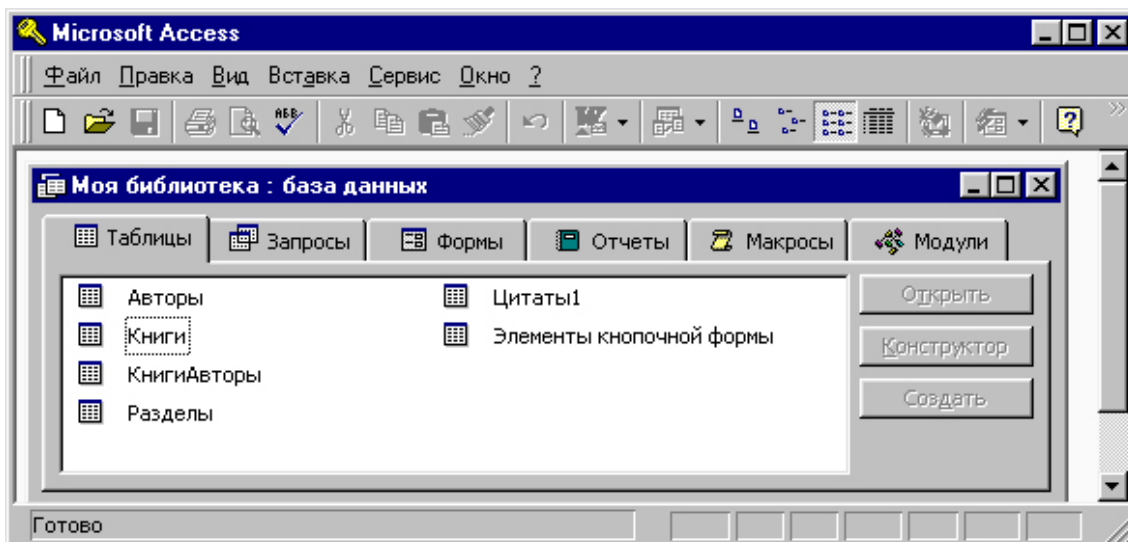 Microsoft Access
Файл Правка Вид Вставка Сервис Окно ?
АБВ
Моя библиотека : база данных
Таблицы Запросы Формы Отчеты Макросы Модули
Авторы Цитаты1 Открыть
Книги Элементы кнопочной формы Конструктор
КнигиАвторы
Разделы Создать
Готово